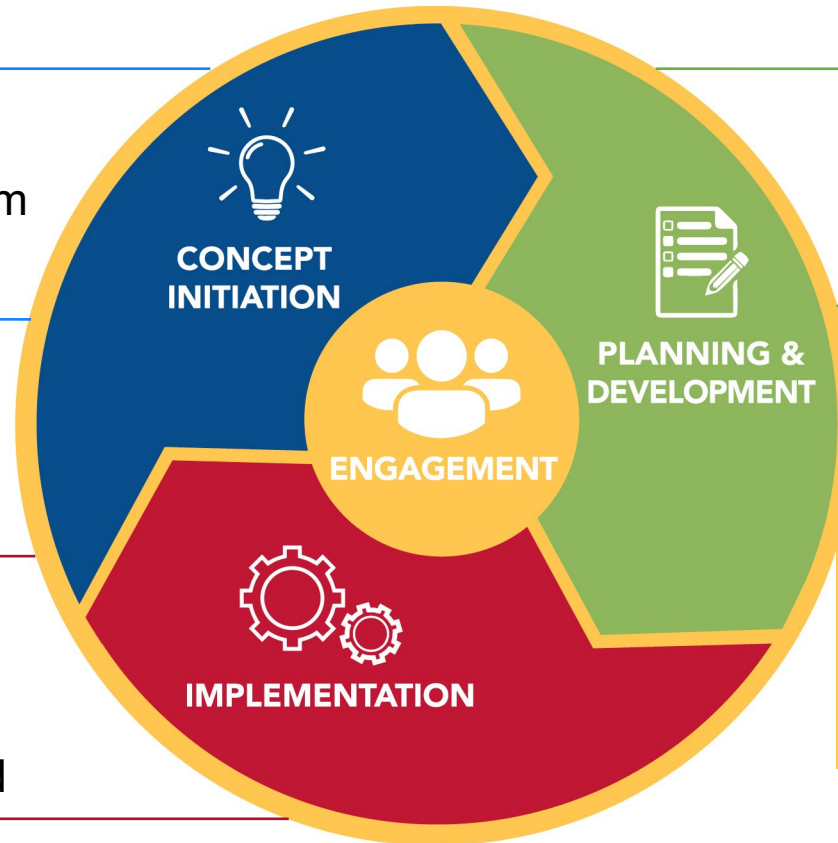 m
CONCEPT
INITIATION
PLANNING &
DEVELOPMENT
ENGAGEMENT
IMPLEMENTATION